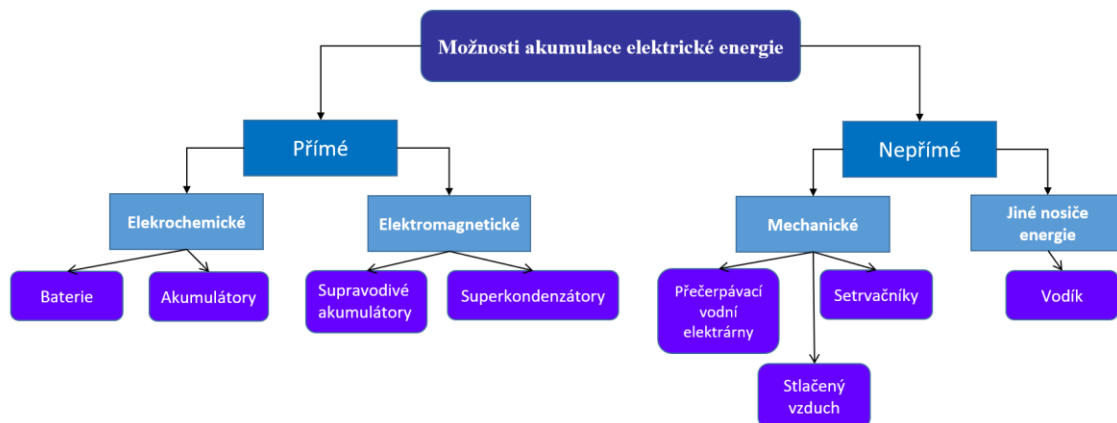 Možnosti akumulace elektrické energie
Přímé
Nepřímé
Elekrochemické
Elektromagnetické
Mechanické
Jiné nosiče
energie
Baterie
Akumulátory
Supravodivé
akumulátory
Superkondenzátory
Přečerpávací
vodní
elektrárny
Setrvačníky
Vodík
Stlačený
vzduch